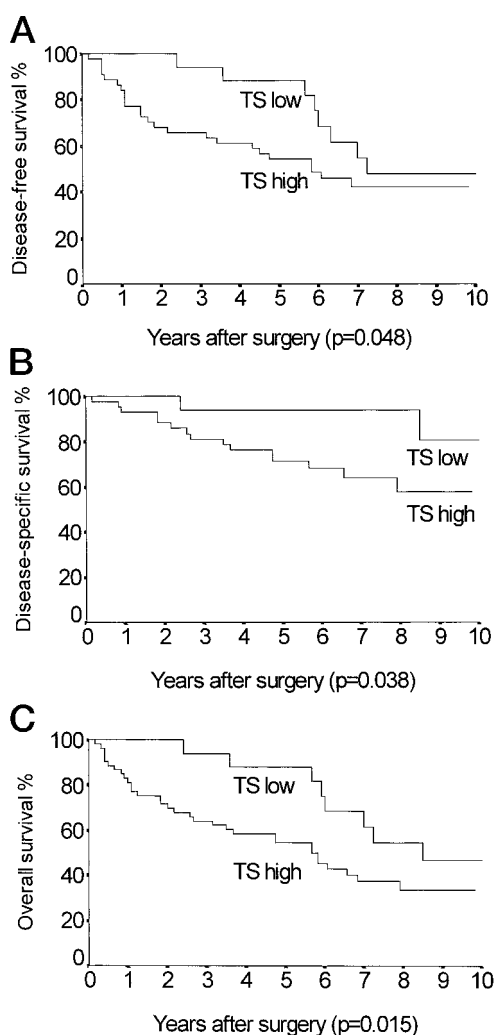 A
Disease-free survival %
100
80
60
40
20
0
TS low
TS high
0 1 2 3 4 5 6 7 8 9 10
Years after surgery (p=0.048)
B
Disease-specific survival %
100
80
60
40
20
0
TS low
TS high
0 1 2 3 4 5 6 7 8 9 10
Years after surgery (p=0.038)
C
Overall survival %
100
80
60
40
20
0
TS low
TS high
0 1 2 3 4 5 6 7 8 9 10
Years after surgery (p=0.015)